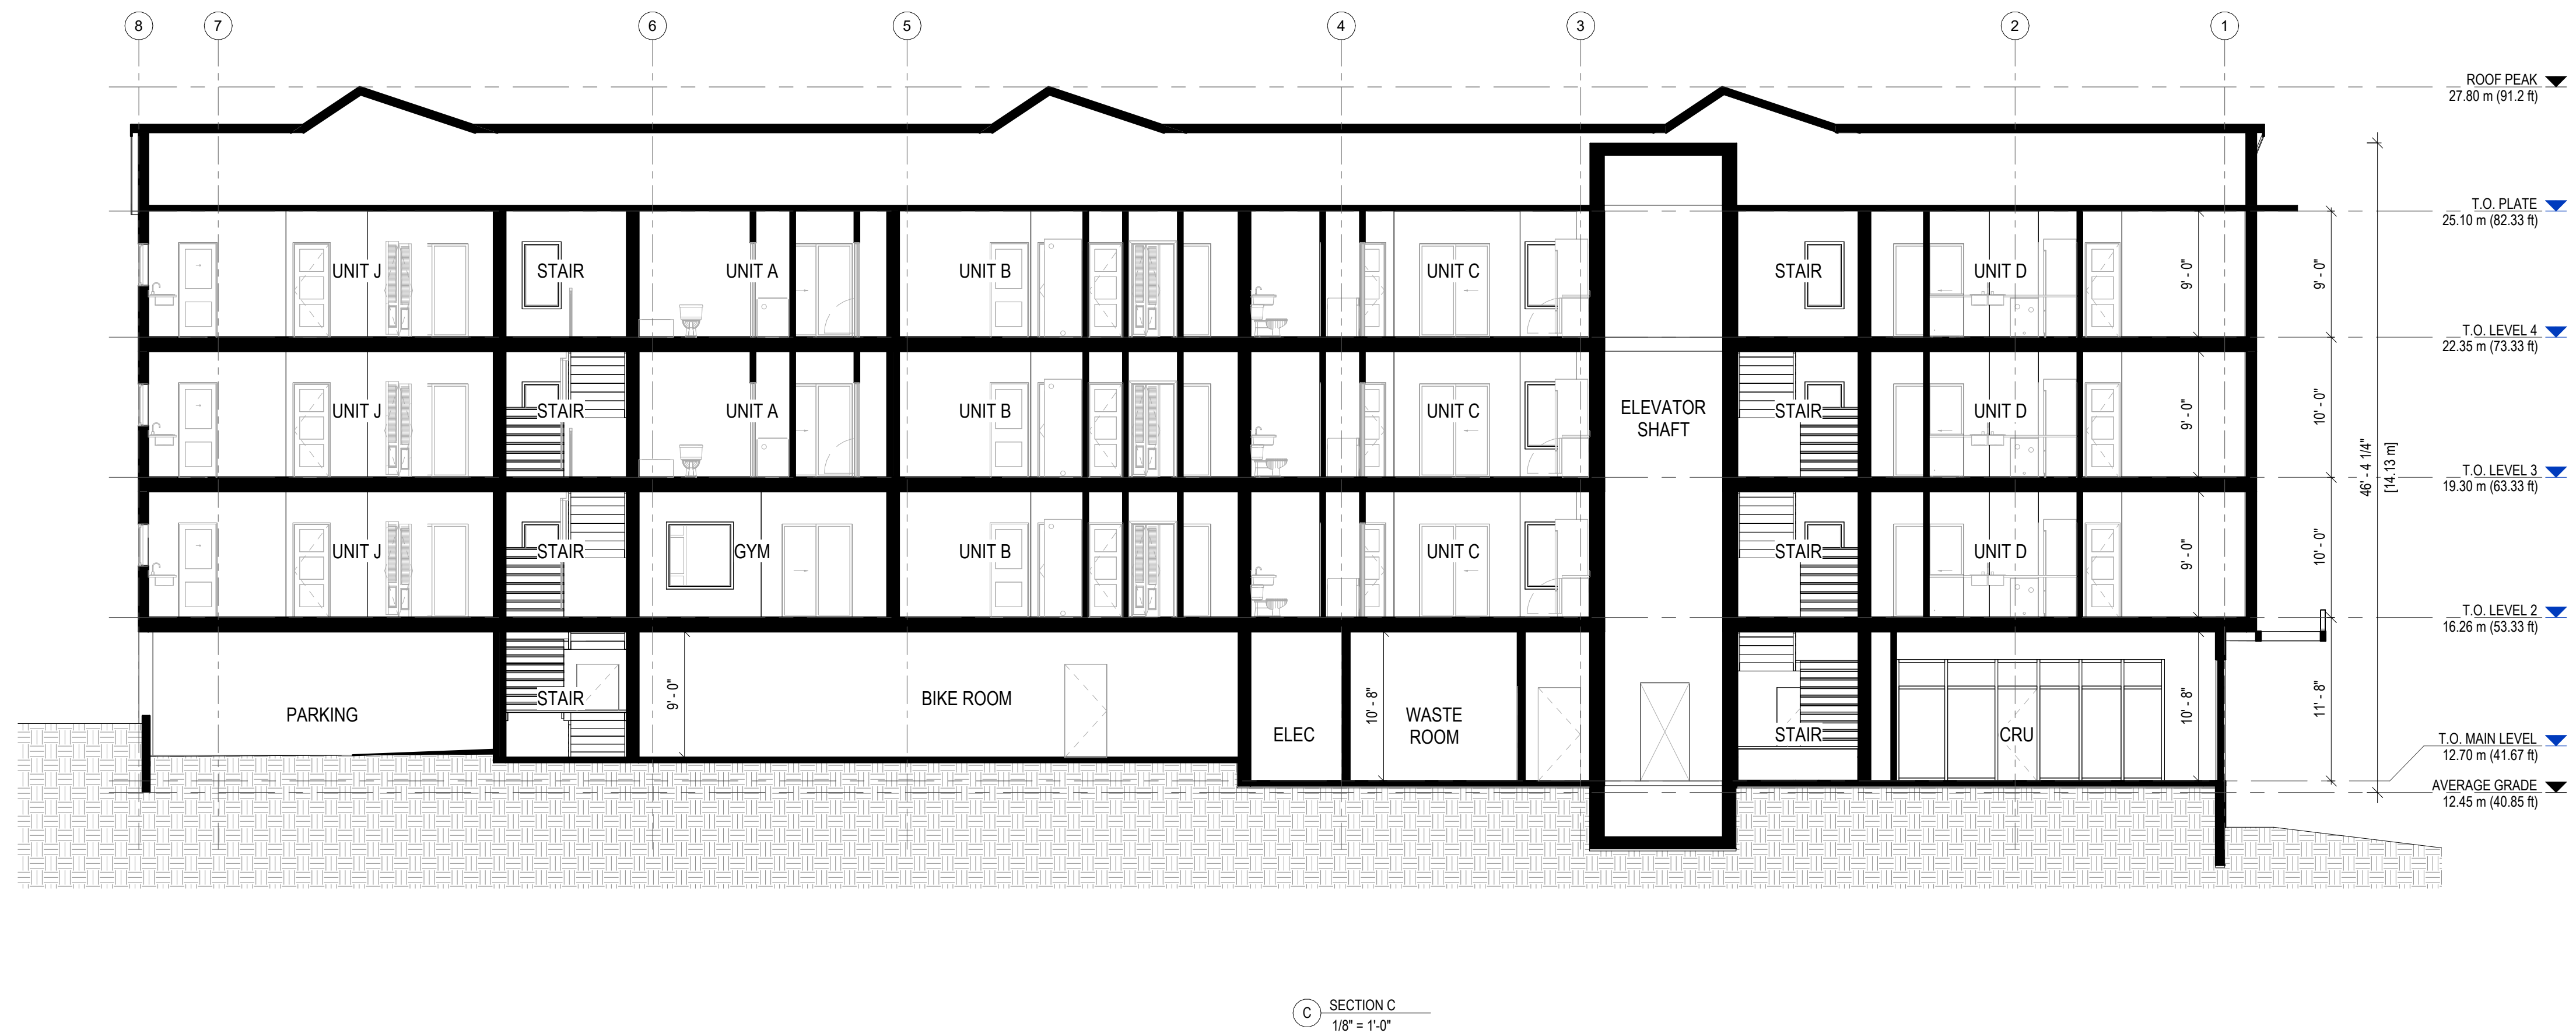 8 7 6 5 4 3 2 1
ROOF PEAK
27.80 m (91.2 ft)
T.O. PLATE
25.10 m (82.33 ft)
UNIT J STAIR UNIT A UNIT B UNIT C STAIR UNIT D 9' - 0" 9' - 0"
T.O. LEVEL 4
22.35 m (73.33 ft)
UNIT J STAIR UNIT A UNIT B UNIT C ELEVATOR STAIR UNIT D 9' - 0" 10' - 0"
SHAFT
46' - 4 1/4"
[14.13 m]
T.O. LEVEL 3
19.30 m (63.33 ft)
UNIT J STAIR GYM UNIT B UNIT C STAIR UNIT D 9' - 0" 10' - 0"
T.O. LEVEL 2
16.26 m (53.33 ft)
PARKING STAIR 9' - 0" BIKE ROOM ELEC 10' - 8" WASTE STAIR CRU 10' - 8" 11' - 8"
ROOM
T.O. MAIN LEVEL
12.70 m (41.67 ft)
AVERAGE GRADE
12.45 m (40.85 ft)
C SECTION C
1/8" = 1'-0"